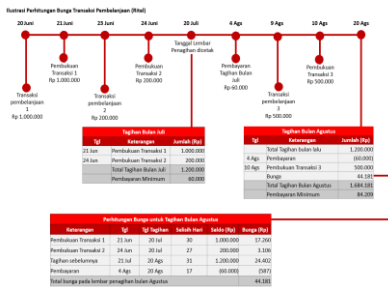 Ilustrasi Perhitungan Bunga Transaksi Pembelanjaan (Ritel)
20 Juni 21 Juni 23 Juni 24 Juni 20 Juli 4 Ags 9 Ags 10 Ags 20 Ags
Tanggal Lembar
Penagihan dicetak
Pembukuan
Transaksi 1
Rp 1.000.000
Pembukuan
Transaksi 2
Rp 200.000
Pembayaran
Tagihan Bulan
Juli
Rp 60.000
Pembukuan
Transaksi 3
Rp 500.000
Transaksi
pembelanjaan
1
Rp 1.000.000
Transaksi
pembelanjaan
2
Rp 200.000
Transaksi
pembelanjaan
3
Rp 500.000
Tagihan Bulan Juli
Tgl Keterangan Jumlah (Rp)
21 Jun Pembukuan Transaksi 1 1.000.000
24 Jun Pembukuan Transaksi 2 200.000
Total Tagihan Bulan Juli 1.200.000
Pembayaran Minimum 60.000
Tagihan Bulan Agustus
Tgl Keterangan Jumlah (Rp)
Total Tagihan bulan lalu 1.200.000
4 Ags Pembayaran (60.000)
10 Ags Pembukuan Transaksi 3 500.000
Bunga 44.181
Total Tagihan Bulan Agustus 1.684.181
Pembayaran Minimum 84.209
Perhitungan Bunga untuk Tagihan Bulan Agustus
Keterangan Tgl Tgl Tagihan Selisih Hari Saldo (Rp) Bunga (Rp)
Pembukuan Transaksi 1 21 Jun 20 Jul 30 1.000.000 17.260
Pembukuan Transaksi 2 24 Jun 20 Jul 27 200.000 3.106
Tagihan sebelumnya 21 Jul 20 Ags 31 1.200.000 24.402
Pembayaran 4 Ags 20 Ags 17 (60.000) (587)
Total bunga pada lembar penagihan bulan Agustus 44.181